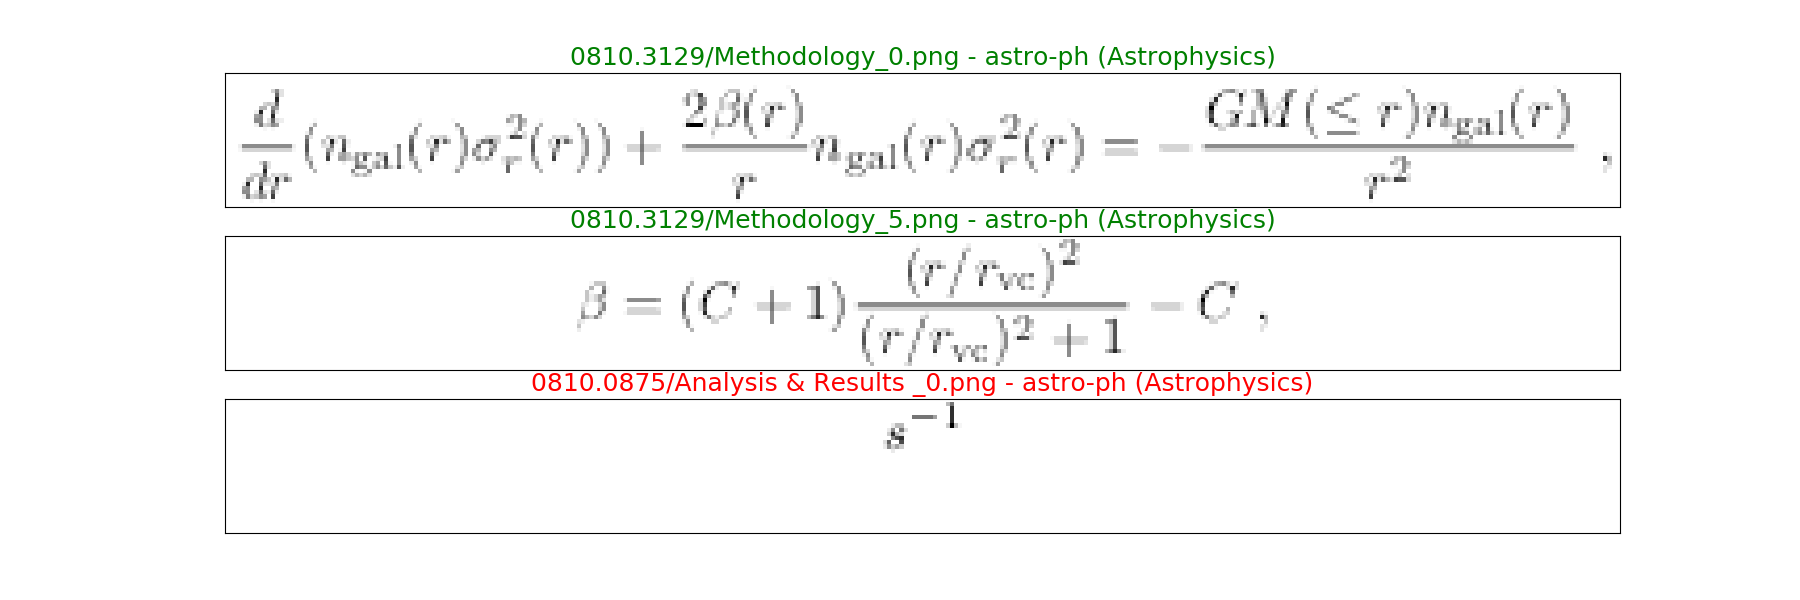 0810.3129/Methodology_0.png - astro-ph (Astrophysics)
\frac{d}{dr}(n_{\rm gal}(r)\sigma_r^2(r)) + \frac{2\beta(r)}{r} n_{\rm gal}(r)\sigma_r^2(r) = -\frac{GM(\leq r)n_{\rm gal}(r)}{r^2} ,
0810.3129/Methodology_5.png - astro-ph (Astrophysics)
\beta = (C + 1)\frac{(r/r_{\rm vc})^2}{(r/r_{\rm vc})^2 + 1} - C ,
0810.0875/Analysis & Results _0.png - astro-ph (Astrophysics)
s^{-1}